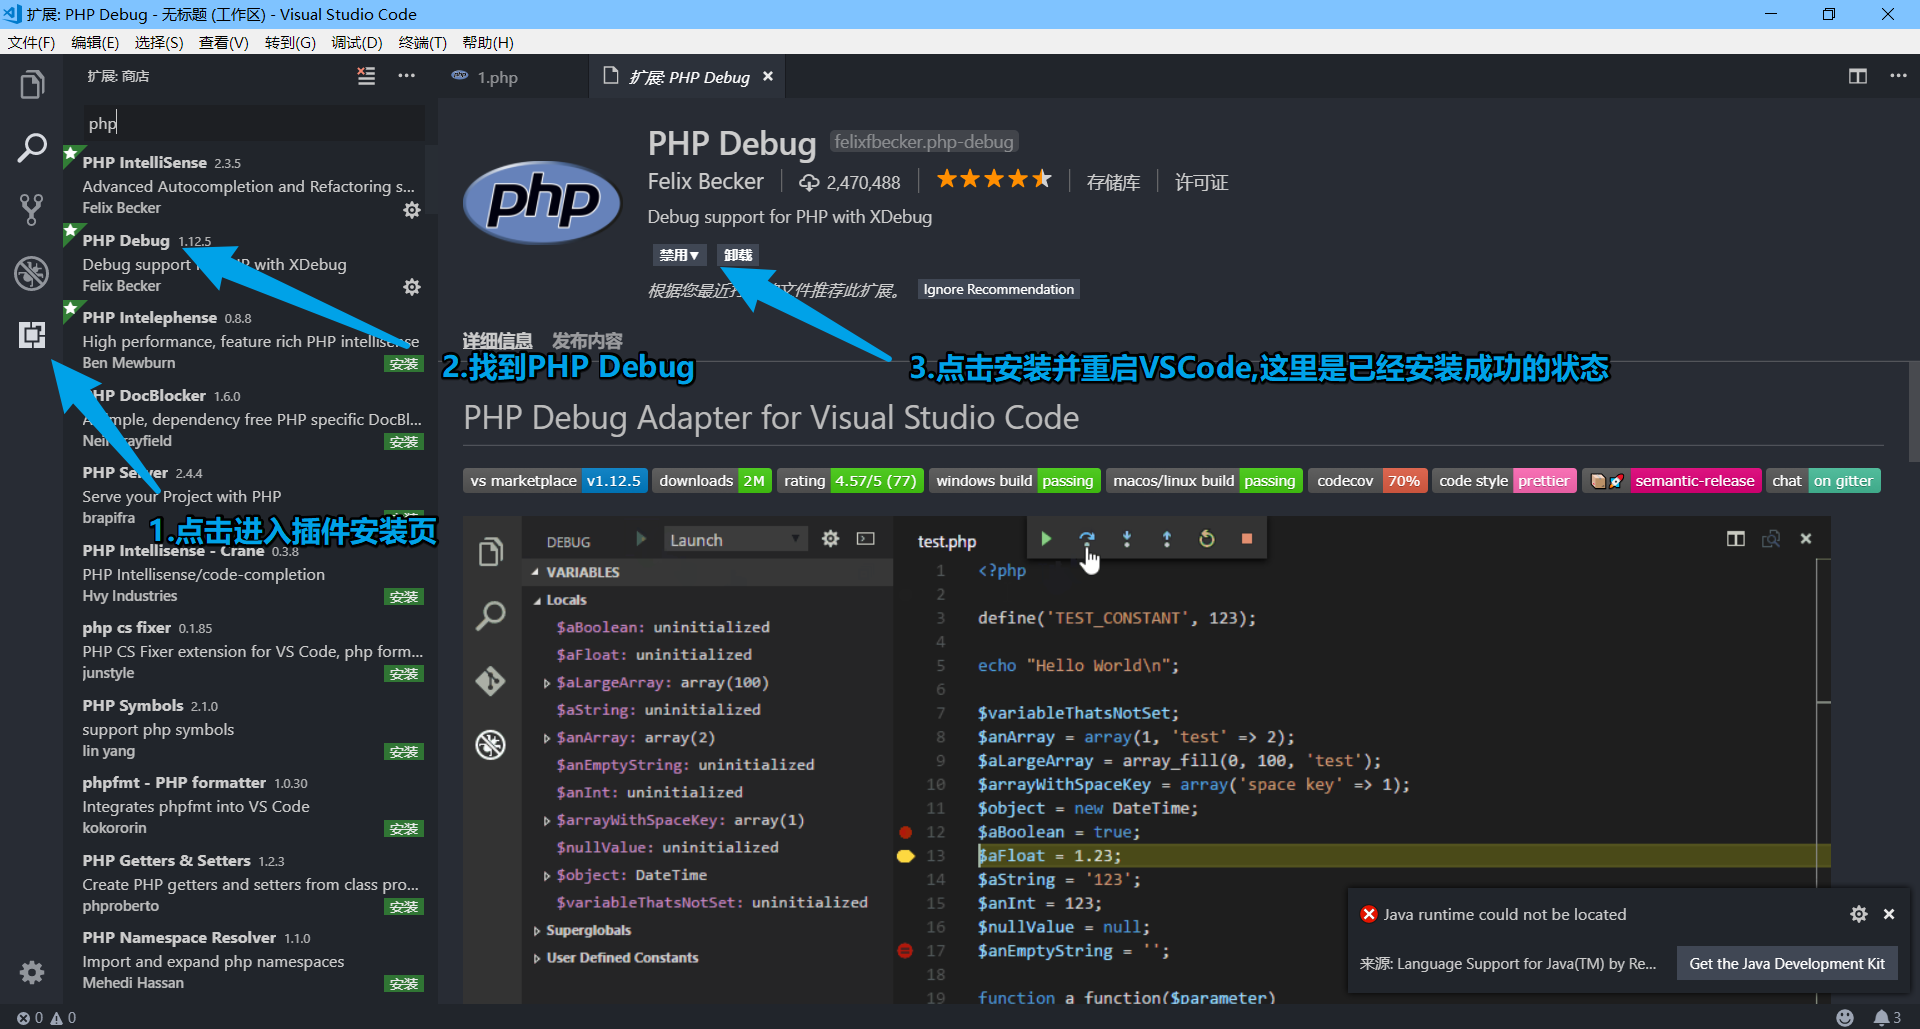 扩展: PHP Debug - 无标题 (工作区) - Visual Studio Code
文件(F) 编辑(E) 选择(S) 查看(V) 转到(G) 调试(D) 终端(T) 帮助(H)
扩展: 商店
1.php
扩展: PHP Debug
php
PHP IntelliSense 2.3.5
Advanced Autocompletion and Refactoring s...
Felix Becker
PHP Debug 1.12.5
Debug support with XDebug
Felix Becker
PHP Intelephense 0.8.8
High performance, feature rich PHP intellisense
Ben Mewburn 安装
PHP DocBlocker 1.6.0
simple, dependency free PHP specific DocBl...
安装
PHP Server 2.4.4
Serve your Project with PHP
brapifra
PHP Intellisense - Crane 0.3.8
PHP Intellisense/code-completion
Hvy Industries 安装
php cs fixer 0.1.85
PHP CS Fixer extension for VS Code, php form...
junstyle 安装
PHP Symbols 2.1.0
support php symbols
lin yang 安装
phpfmt - PHP formatter 1.0.30
Integrates phpfmt into VS Code
kokororin 安装
PHP Getters & Setters 1.2.3
Create PHP getters and setters from class pro...
phproberto 安装
PHP Namespace Resolver 1.1.0
Import and expand php namespaces
Mehedi Hassan 安装
1.点击进入插件安装页
2.找到PHP Debug
3.点击安装并重启VSCode,这里是已经安装成功的状态
php
PHP Debug felixfbecker.php-debug
Felix Becker 2,470,488 存储库 许可证
Debug support for PHP with XDebug
禁用▼ 卸载
根据您最近 文件推荐此扩展。 Ignore Recommendation
详细信息 发布内容
PHP Debug Adapter for Visual Studio Code
vs marketplace v1.12.5 downloads 2M rating 4.57/5 (77) windows build passing macos/linux build passing codecov 70% code style prettier semantic-release chat on gitter
DEBUG Launch
VARIABLES
Locals
$aBoolean: uninitialized
$aFloat: uninitialized
$aLargeArray: array(100)
$aString: uninitialized
$anArray: array(2)
$anEmptyString: uninitialized
$anInt: uninitialized
$arrayWithSpaceKey: array(1)
$nullValue: uninitialized
$object: DateTime
$variableThatsNotSet: uninitialized
Superglobals
User Defined Constants
test.php
1 <?php
2
3 define('TEST_CONSTANT', 123);
4
5 echo "Hello World\n";
6
7 $variableThatsNotSet;
8 $anArray = array(1, 'test' => 2);
9 $aLargeArray = array_fill(0, 100, 'test');
10 $arrayWithSpaceKey = array('space key' => 1);
11 $object = new DateTime;
12 $aBoolean = true;
13 $aFloat = 1.23;
14 $aString = '123';
15 $anInt = 123;
16 $nullValue = null;
17 $anEmptyString = '';
18
19 function a_function($parameter)
Java runtime could not be located
来源: Language Support for Java(TM) by Re... Get the Java Development Kit
0 0
3